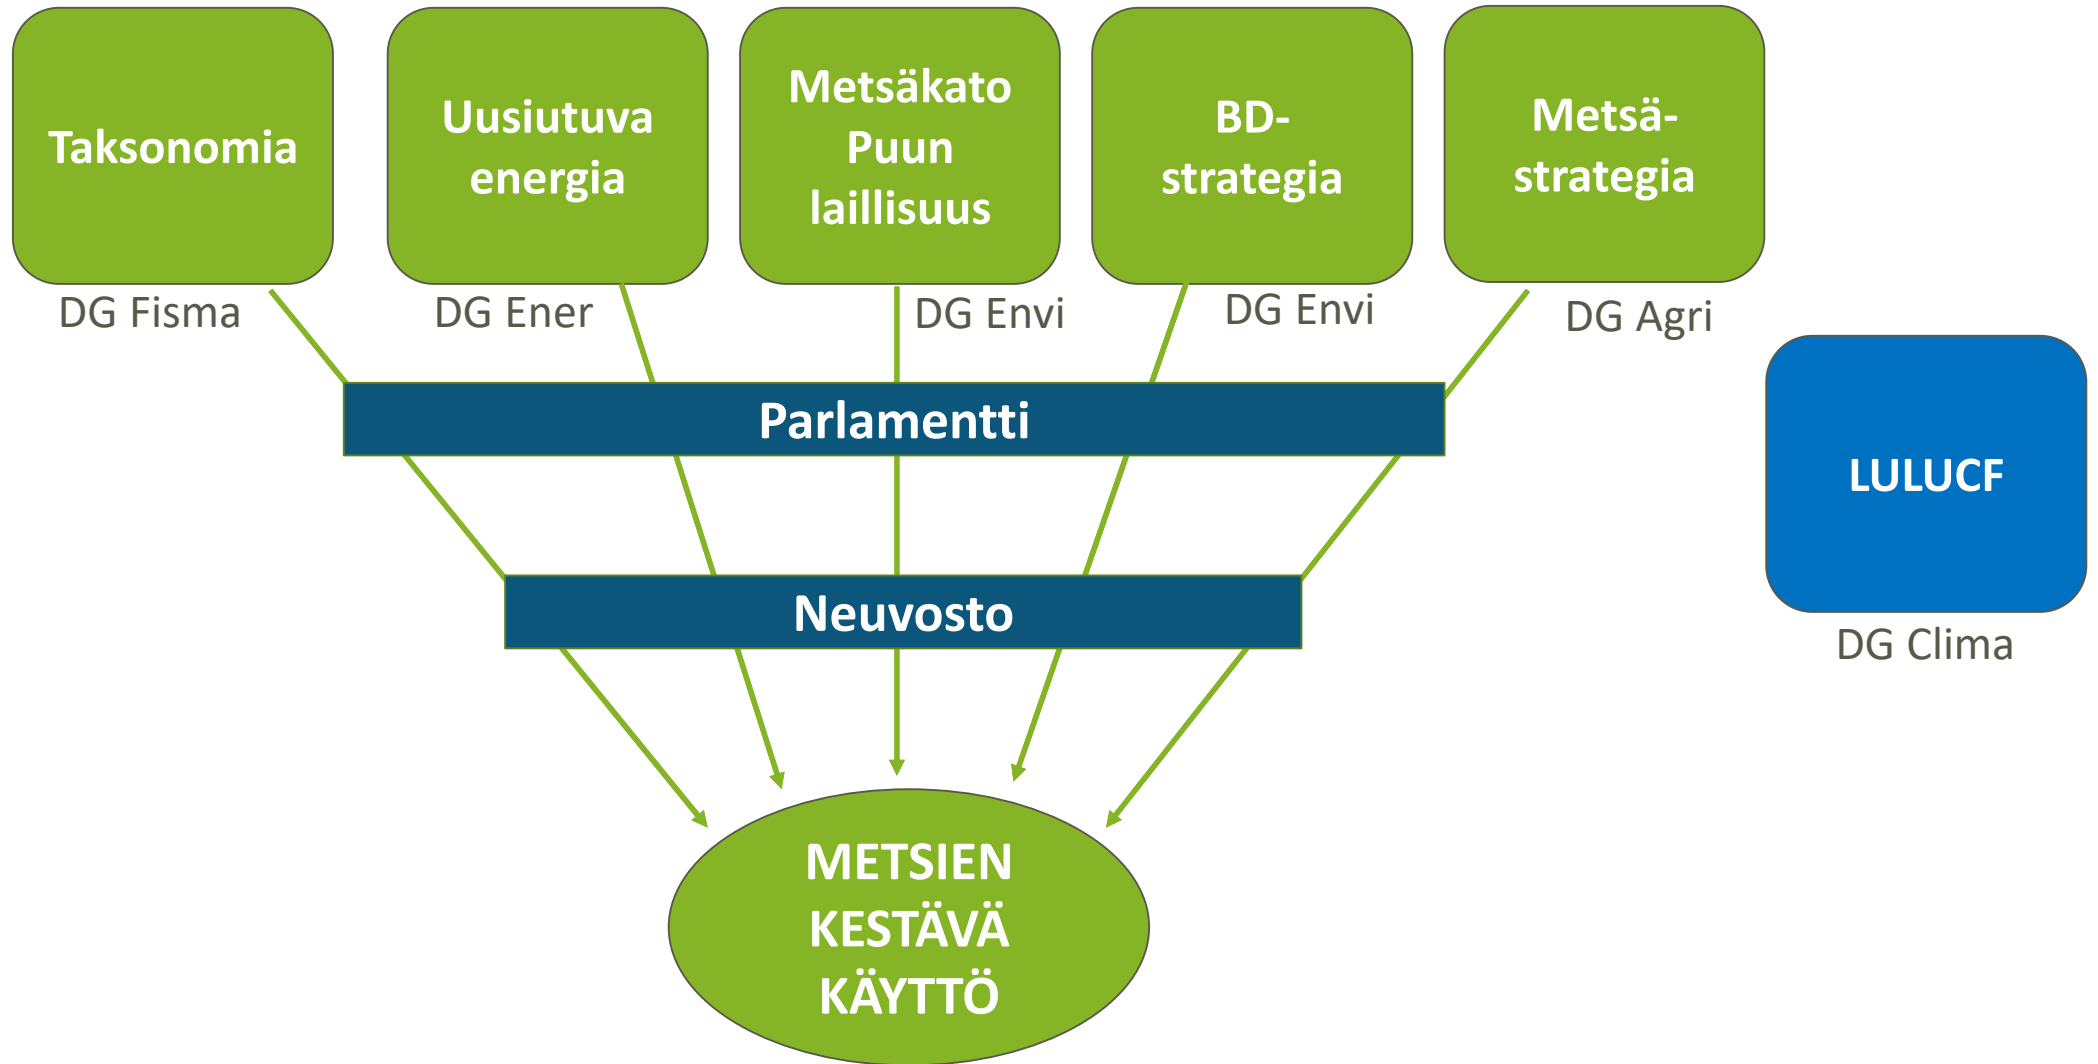 Taksonomia
DG Fisma
Uusiutuva
energia
DG Ener
Metsäkato
Puun
laillisuus
DG Envi
BD-
strategia
DG Envi
Metsä-
strategia
DG Agri
LULUCF
DG Clima
Parlamentti
Neuvosto
METSIEN
KESTÄVÄ
KÄYTTÖ